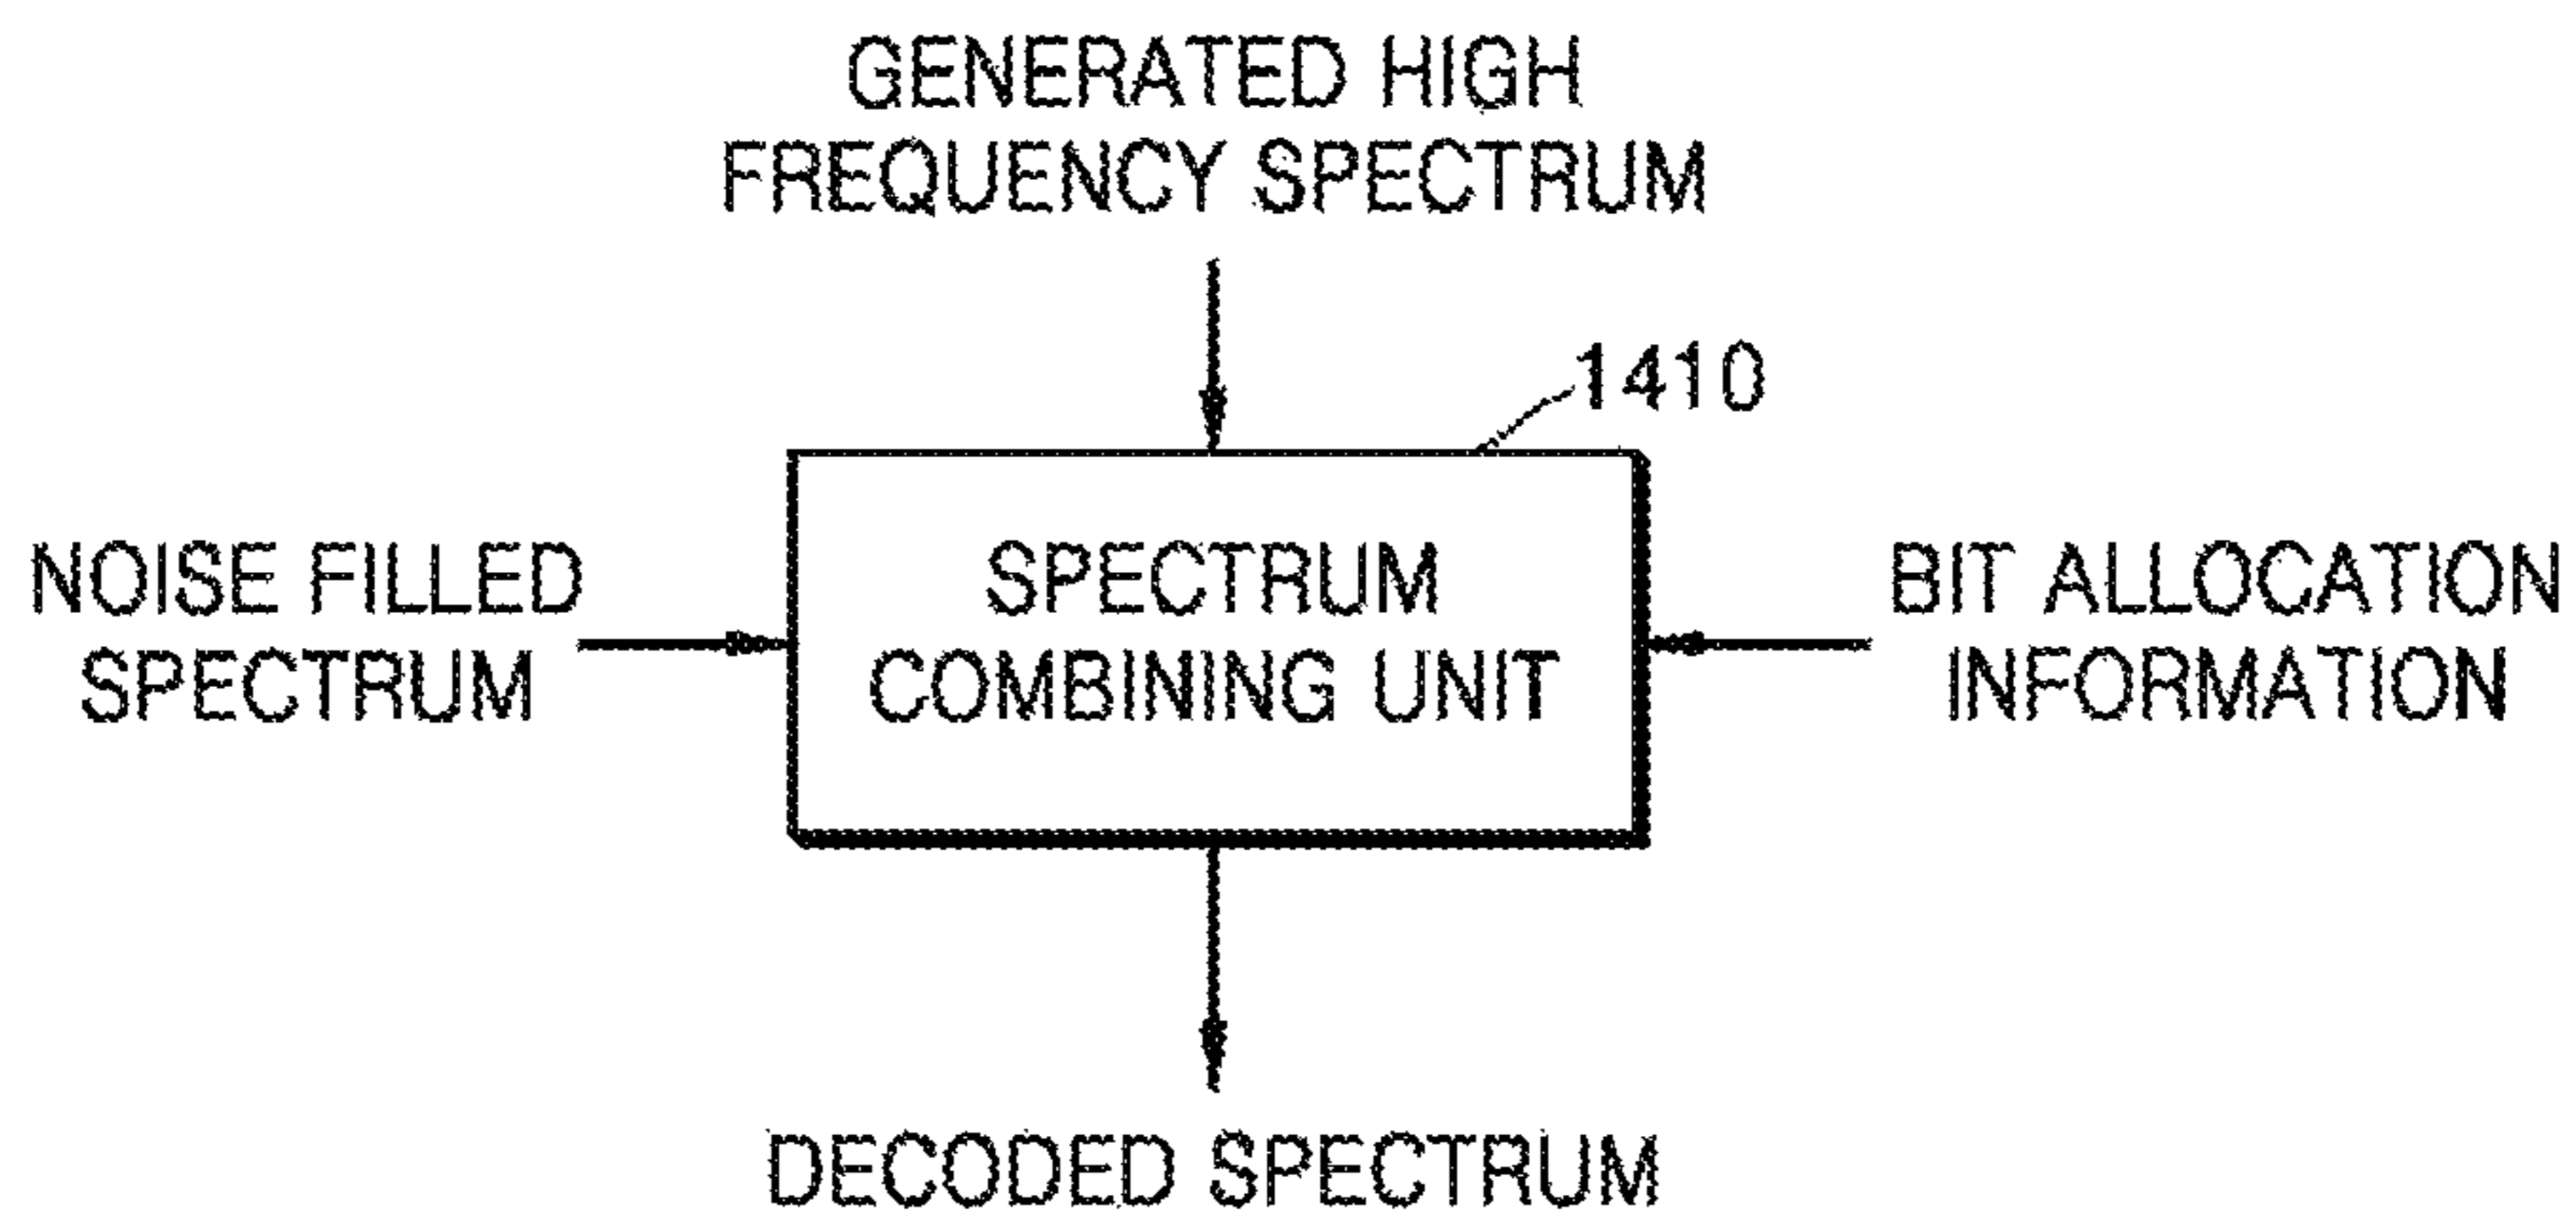 GENERATED HIGH
FREQUENCY SPECTRUM
1410
NOISE FILLED
SPECTRUM
SPECTRUM
COMBINING UNIT
BIT ALLOCATION
INFORMATION
DECODED SPECTRUM